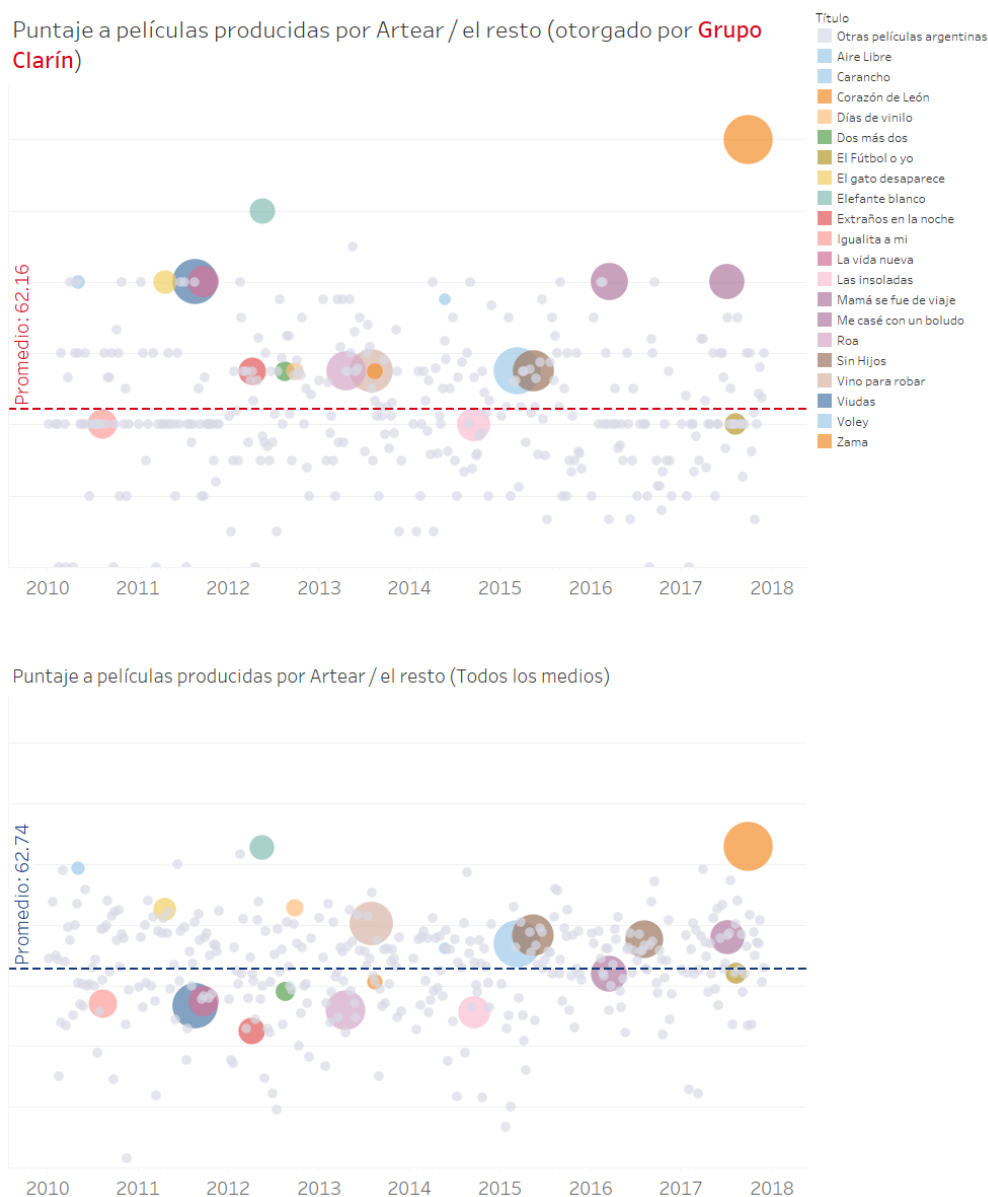 Puntaje a películas producidas por Artear / el resto (otorgado por Grupo
Clarín)
Título
Otras películas argentinas
Aire Libre
Carancho
Corazón de León
Días de vinilo
Dos más dos
El Fútbol o yo
El gato desaparece
Elefante blanco
Extraños en la noche
Igualita a mi
La vida nueva
Las insoladas
Mamá se fue de viaje
Me casé con un boludo
Roa
Sin Hijos
Vino para robar
Viudas
Voley
Zama
Promedio: 62.16
2010 2011 2012 2013 2014 2015 2016 2017 2018
Puntaje a películas producidas por Artear / el resto (Todos los medios)
Promedio: 62.74
2010 2011 2012 2013 2014 2015 2016 2017 2018